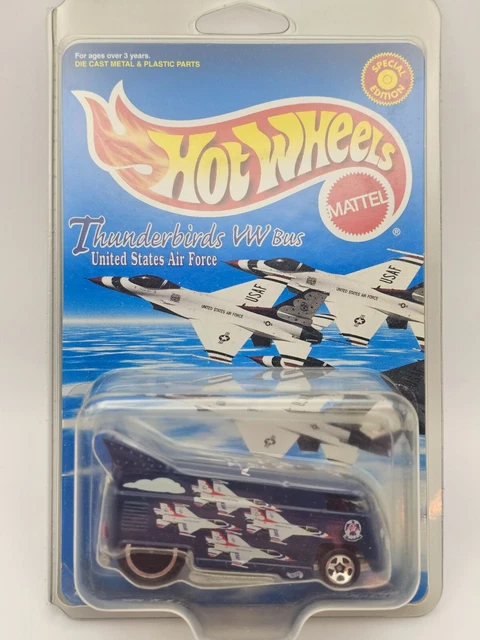 For ages over 3 years.
DIE CAST METAL & PLASTIC PARTS
SPECIAL EDITION
HOT WHEELS
MATTEL
®
Thunderbirds VW Bus
United States Air Force
USAF
USAF
UNITED STATES AIR FORCE
UNITED STATES AIR FORCE